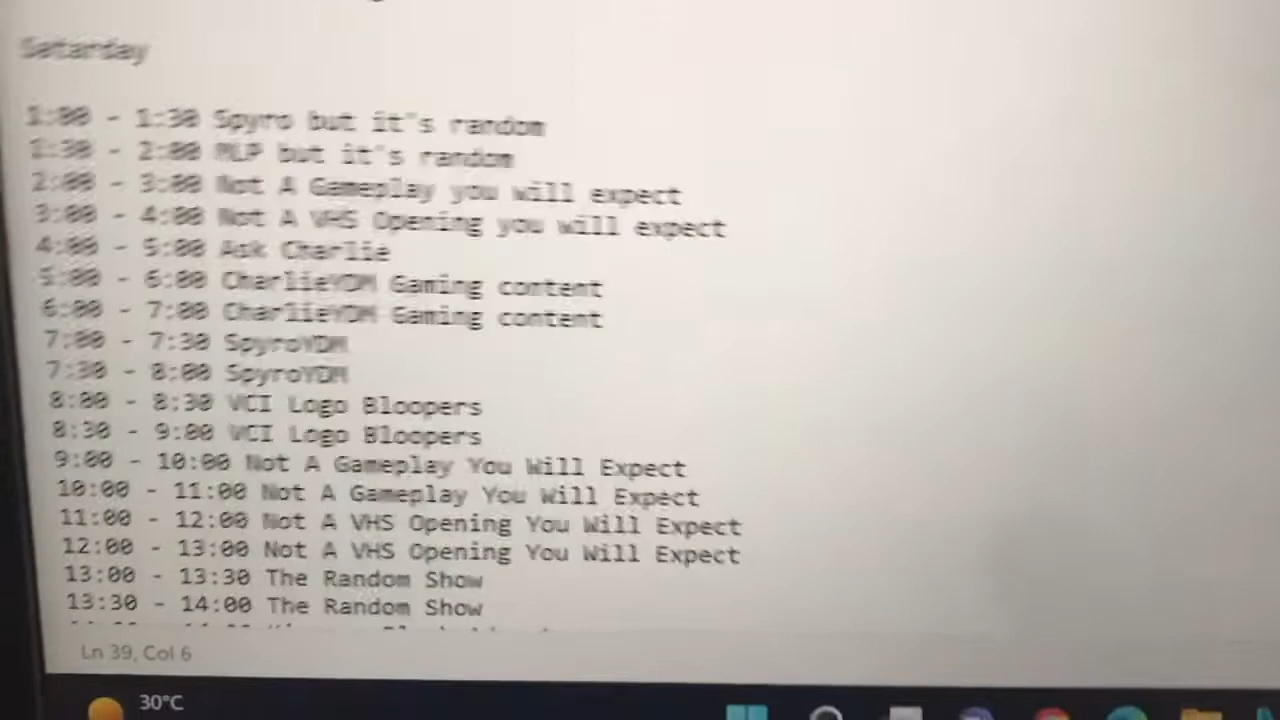 Saturday
1:00 - 1:30 Spyro but it's random
1:30 - 2:00 MLP but it's random
2:00 - 3:00 Not A Gameplay you will expect
3:00 - 4:00 Not A VHS Opening you will expect
4:00 - 5:00 Ask Charlie
5:00 - 6:00 CharlieYDM Gaming content
6:00 - 7:00 CharlieYDM Gaming content
7:00 - 7:30 SpyroYDM
7:30 - 8:00 SpyroYDM
8:00 - 8:30 VCI Logo Bloopers
8:30 - 9:00 VCI Logo Bloopers
9:00 - 10:00 Not A Gameplay You Will Expect
10:00 - 11:00 Not A Gameplay You Will Expect
11:00 - 12:00 Not A VHS Opening You Will Expect
12:00 - 13:00 Not A VHS Opening You Will Expect
13:00 - 13:30 The Random Show
13:30 - 14:00 The Random Show
Ln 39, Col 6
30°C